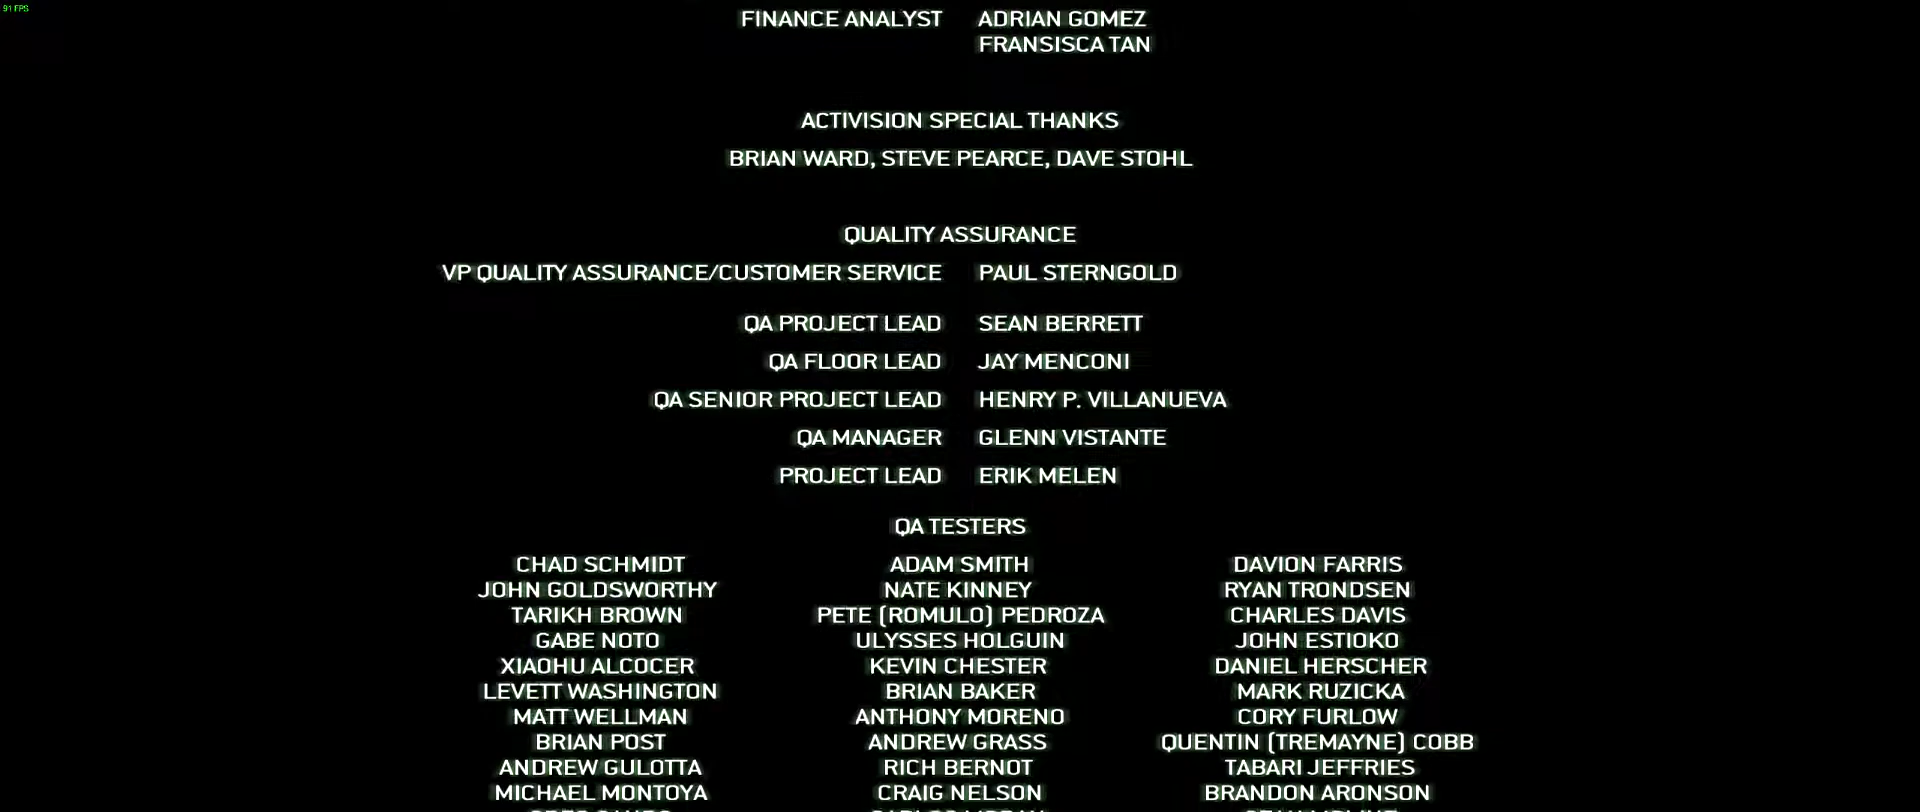 91 FPS
FINANCE ANALYST ADRIAN GOMEZ
FRANSISCA TAN
ACTIVISION SPECIAL THANKS
BRIAN WARD, STEVE PEARCE, DAVE STOHL
QUALITY ASSURANCE
VP QUALITY ASSURANCE/CUSTOMER SERVICE PAUL STERNGOLD
QA PROJECT LEAD SEAN BERRETT
QA FLOOR LEAD JAY MENCONI
QA SENIOR PROJECT LEAD HENRY P. VILLANUEVA
QA MANAGER GLENN VISTANTE
PROJECT LEAD ERIK MELEN
QA TESTERS
CHAD SCHMIDT ADAM SMITH DAVION FARRIS
JOHN GOLDSWORTHY NATE KINNEY RYAN TRONDSEN
TARIKH BROWN PETE (ROMULO) PEDROZA CHARLES DAVIS
GABE NOTO ULYSSES HOLGUIN JOHN ESTIOKO
XIAOHU ALCOCER KEVIN CHESTER DANIEL HERSCHER
LEVETT WASHINGTON BRIAN BAKER MARK RUZICKA
MATT WELLMAN ANTHONY MORENO CORY FURLOW
BRIAN POST ANDREW GRASS QUENTIN (TREMAYNE) COBB
ANDREW GULOTTA RICH BERNOT TABARI JEFFRIES
MICHAEL MONTOYA CRAIG NELSON BRANDON ARONSON